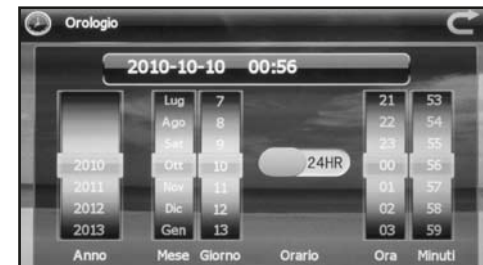 Orologio
2010-10-10 00:56
Lug 7 21 53
Ago 8 22 54
Set 9 23 55
2010 Ott 10 24HR 00 56
2011 Nov 11 01 57
2012 Dic 12 02 58
2013 Gen 13 03 59
Anno Mese Giorno Orario Ora Minuti